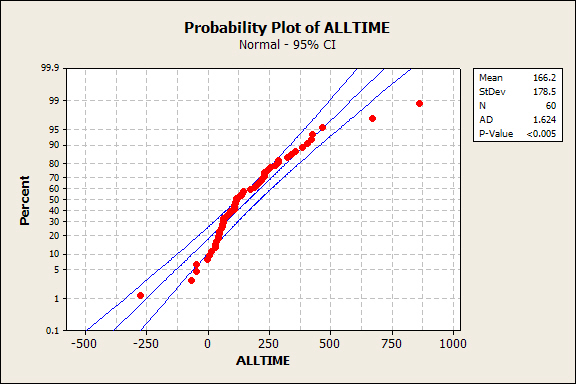 Probability Plot of ALLTIME
Normal - 95% CI
99.9
99
95
90
80
70
60
50
40
30
20
10
5
1
0.1
Percent
-500
-250
0
250
500
750
1000
ALLTIME
Mean 166.2
StDev 178.5
N 60
AD 1.624
P-Value <0.005